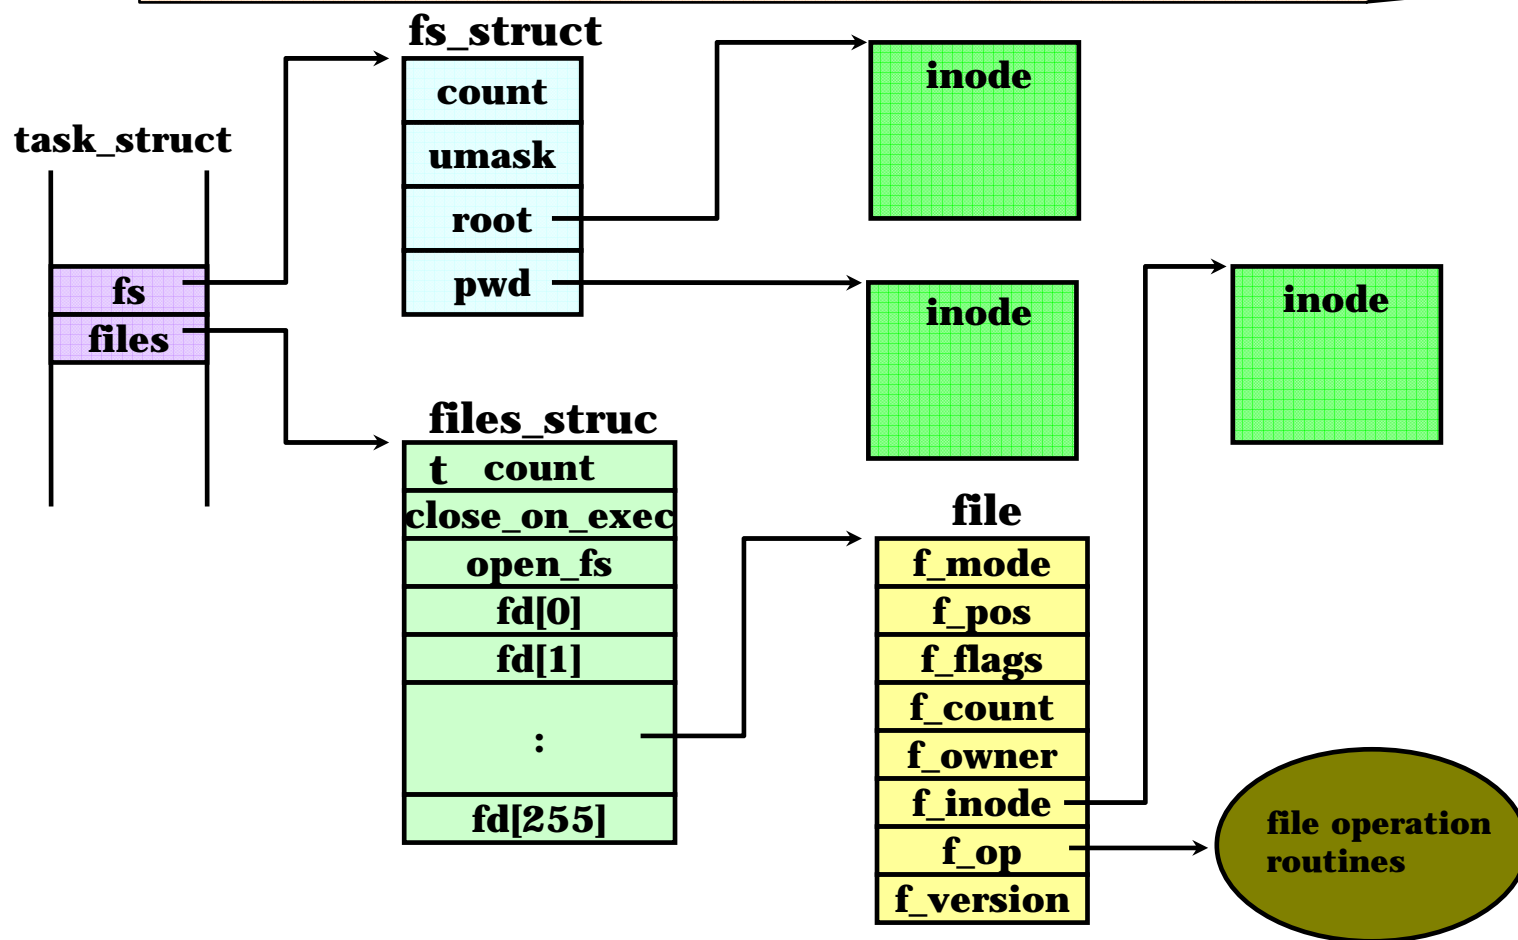 task_struct
fs
files
fs_struct
count
umask
root
pwd
inode
inode
inode
files_struc
t count
close_on_exec
open_fs
fd[0]
fd[1]
:
fd[255]
file
f_mode
f_pos
f_flags
f_count
f_owner
f_inode
f_op
f_version
file operation
routines